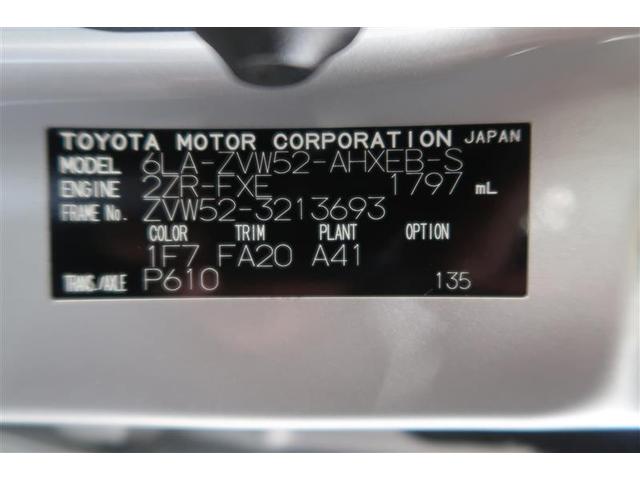 TOYOTA MOTOR CORPORATION JAPAN
MODEL 6LA-ZVW52-AHXEB-S
ENGINE 2ZR-FXE 1797 mL
FRAME No. ZVW52-3213693
COLOR TRIM PLANT OPTION
1F7 FA20 A41
TRANS./AXLE P610 135